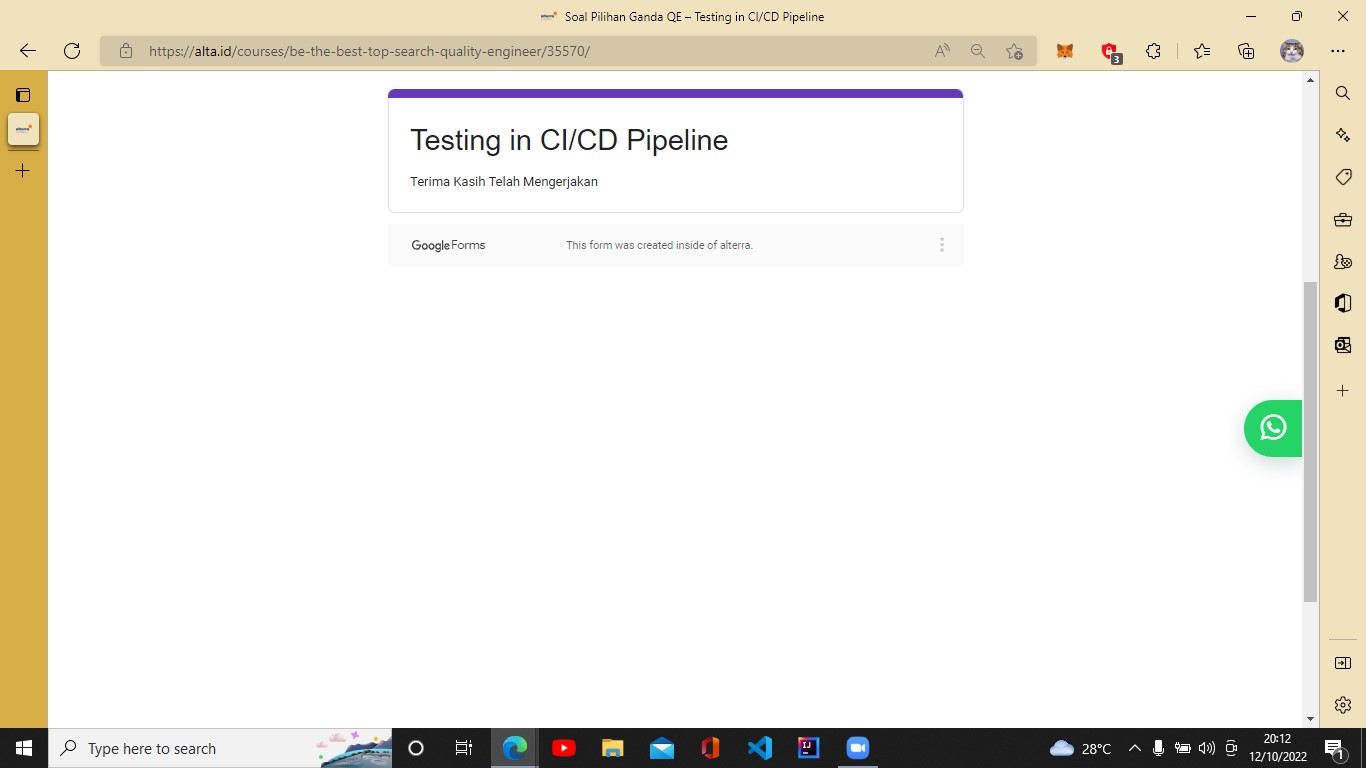 Soal Pilihan Ganda QE – Testing in CI/CD Pipeline
https://alta.id/courses/be-the-best-top-search-quality-engineer/35570/
3
Testing in CI/CD Pipeline
Terima Kasih Telah Mengerjakan
Google Forms
This form was created inside of alterra.
Type here to search
28°C
20:12
12/10/2022
1